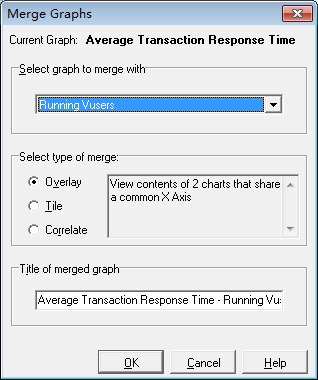 Merge Graphs
Current Graph: Average Transaction Response Time
Select graph to merge with
Running Vusers
Select type of merge:
Overlay
Tile
Correlate
View contents of 2 charts that share
a common X Axis
Title of merged graph
Average Transaction Response Time - Running Vus
OK
Cancel
Help